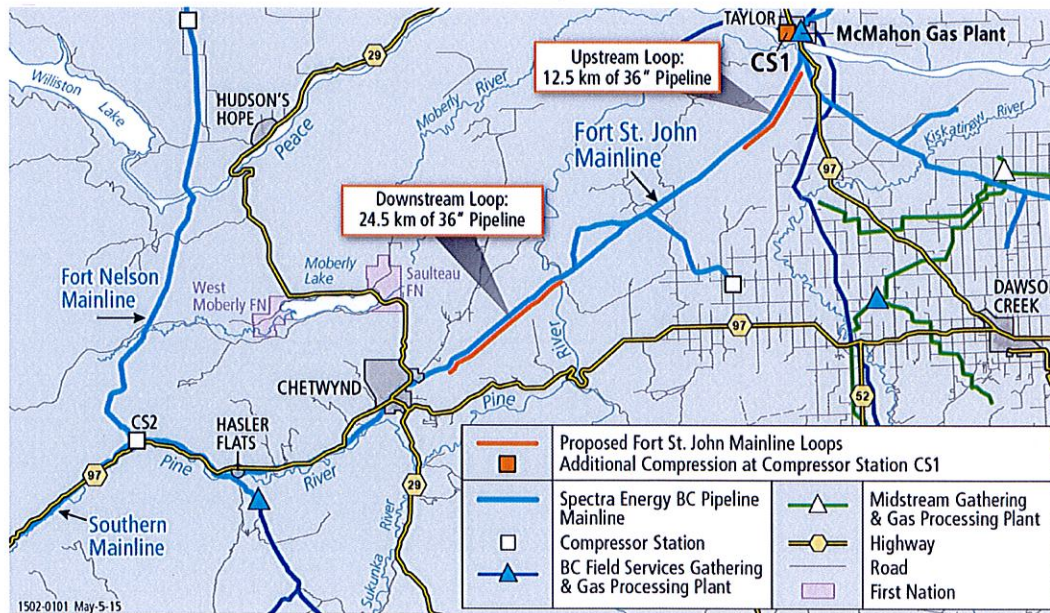 TAYLOR
McMahon Gas Plant
CS1
Upstream Loop:
12.5 km of 36" Pipeline
29
Williston
Lake
HUDSON'S
HOPE
Peace
River
Moberly
River
Fort St. John
Mainline
Kiskatinaw River
97
Downstream Loop:
24.5 km of 36" Pipeline
Fort Nelson
Mainline
Moberly
Lake
West
Moberly FN
Saulteau
FN
DAWSON
CREEK
97
River
CHETWYND
Pine
52
CS2
HASLER
FLATS
Pine
River
97
29
Southern
Mainline
Sukunka
River
Proposed Fort St. John Mainline Loops
Additional Compression at Compressor Station CS1
Spectra Energy BC Pipeline
Mainline
Compressor Station
BC Field Services Gathering
& Gas Processing Plant
Midstream Gathering
& Gas Processing Plant
Highway
Road
First Nation
1502-0101 May-5-15